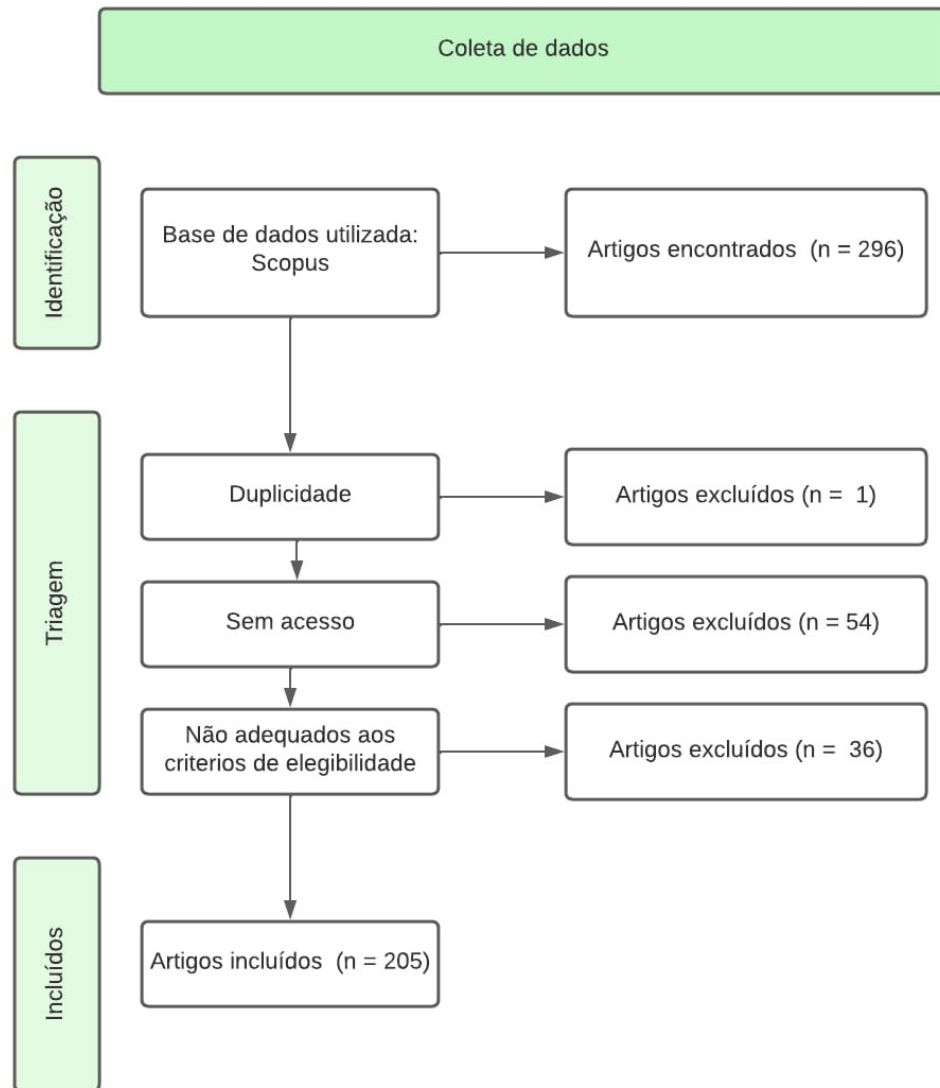 Coleta de dados
Identificação
Base de dados utilizada:
Scopus
Artigos encontrados (n = 296)
Triagem
Duplicidade
Artigos excluídos (n = 1)
Sem acesso
Artigos excluídos (n = 54)
Não adequados aos
criterios de elegibilidade
Artigos excluídos (n = 36)
Incluídos
Artigos incluídos (n = 205)